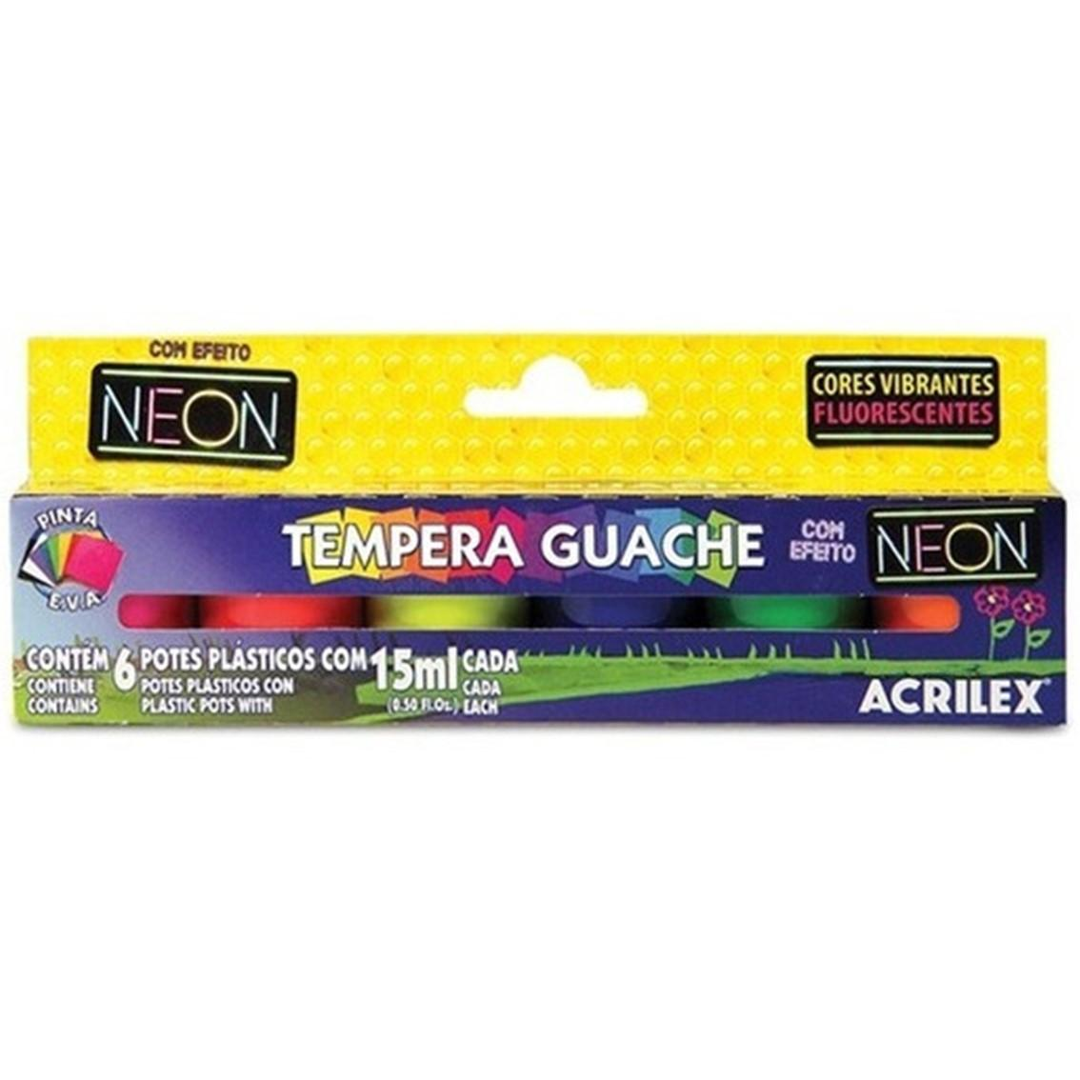 COM EFEITO
NEON
CORES VIBRANTES
FLUORESCENTES
PINTA
E.V.A.
TEMPERA GUACHE
COM
EFEITO
NEON
CONTÉM 6 POTES PLÁSTICOS COM 15ml CADA
CONTIENE POTES PLASTICOS CON CADA
CONTAINS PLASTIC POTS WITH (0.50 Fl.Oz.) EACH
ACRILEX®